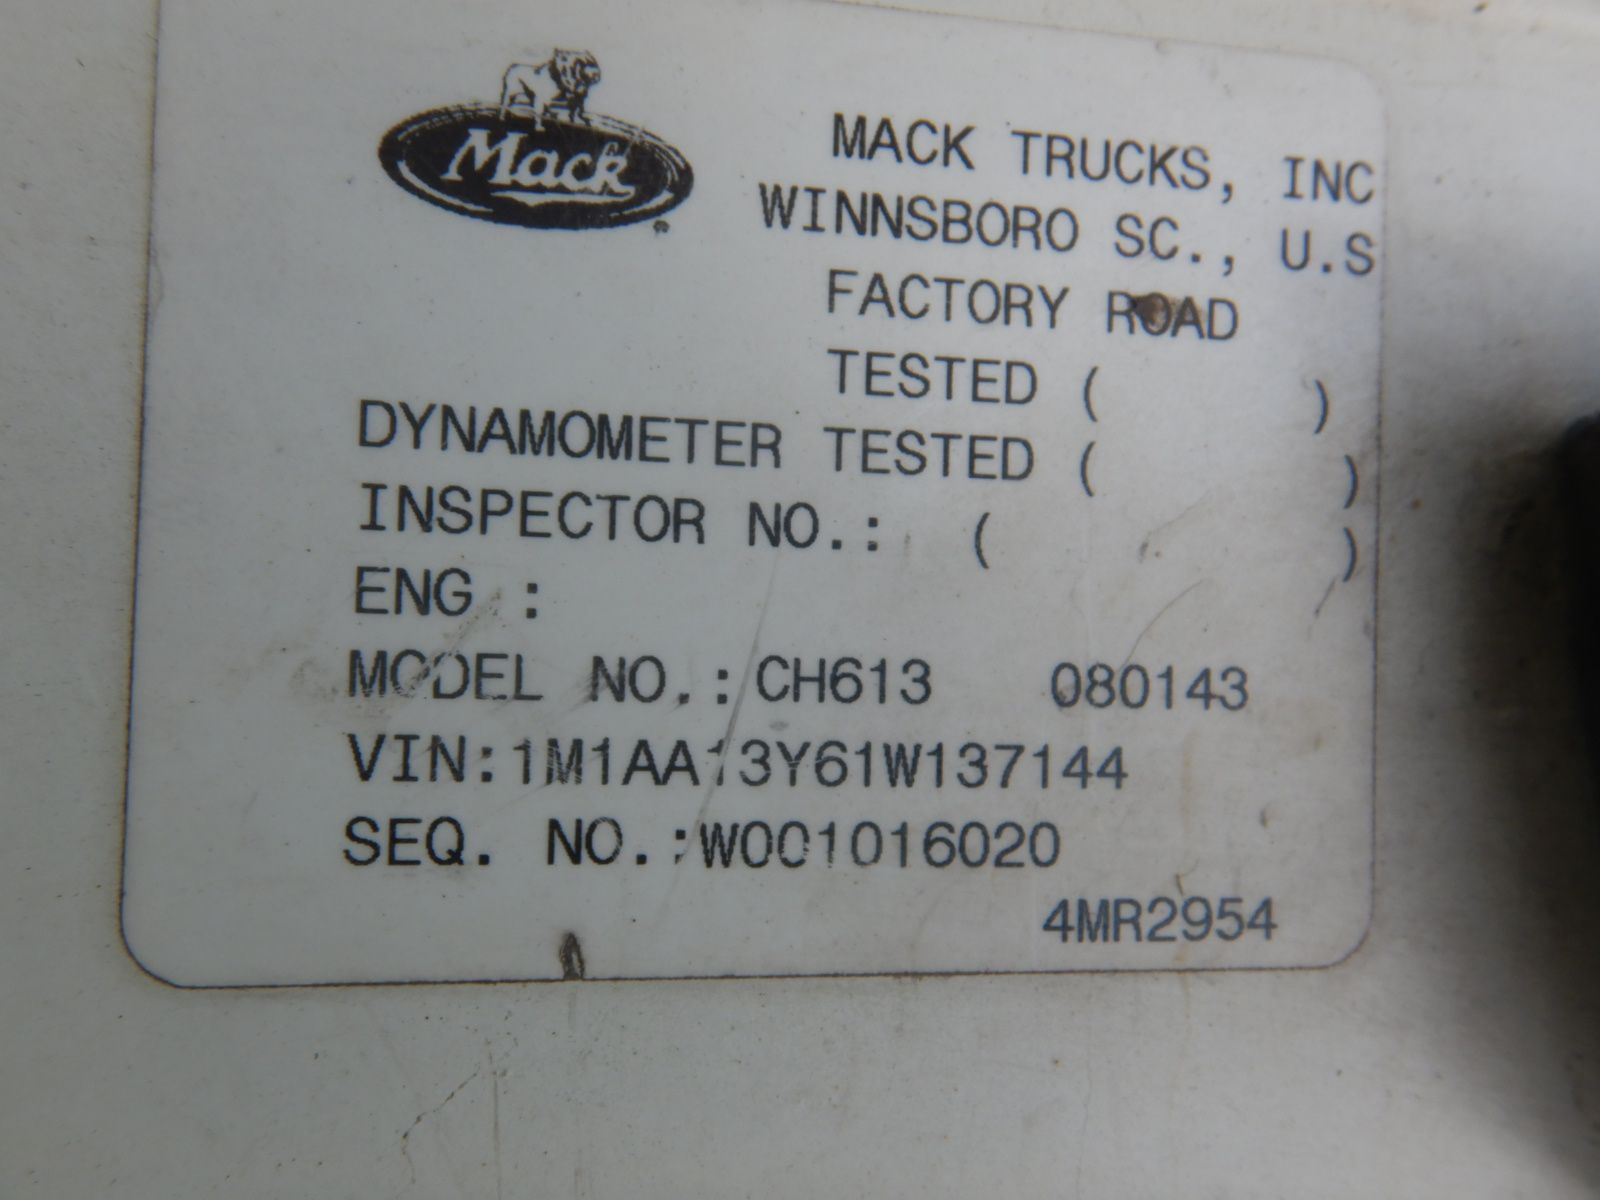 Mack
MACK TRUCKS, INC
WINNSBORO SC., U.S
FACTORY ROAD
TESTED ( )
DYNAMOMETER TESTED ( )
INSPECTOR NO.: ( )
ENG :
MODEL NO.: CH613 080143
VIN:1M1AA13Y61W137144
SEQ. NO.:W001016020
4MR2954